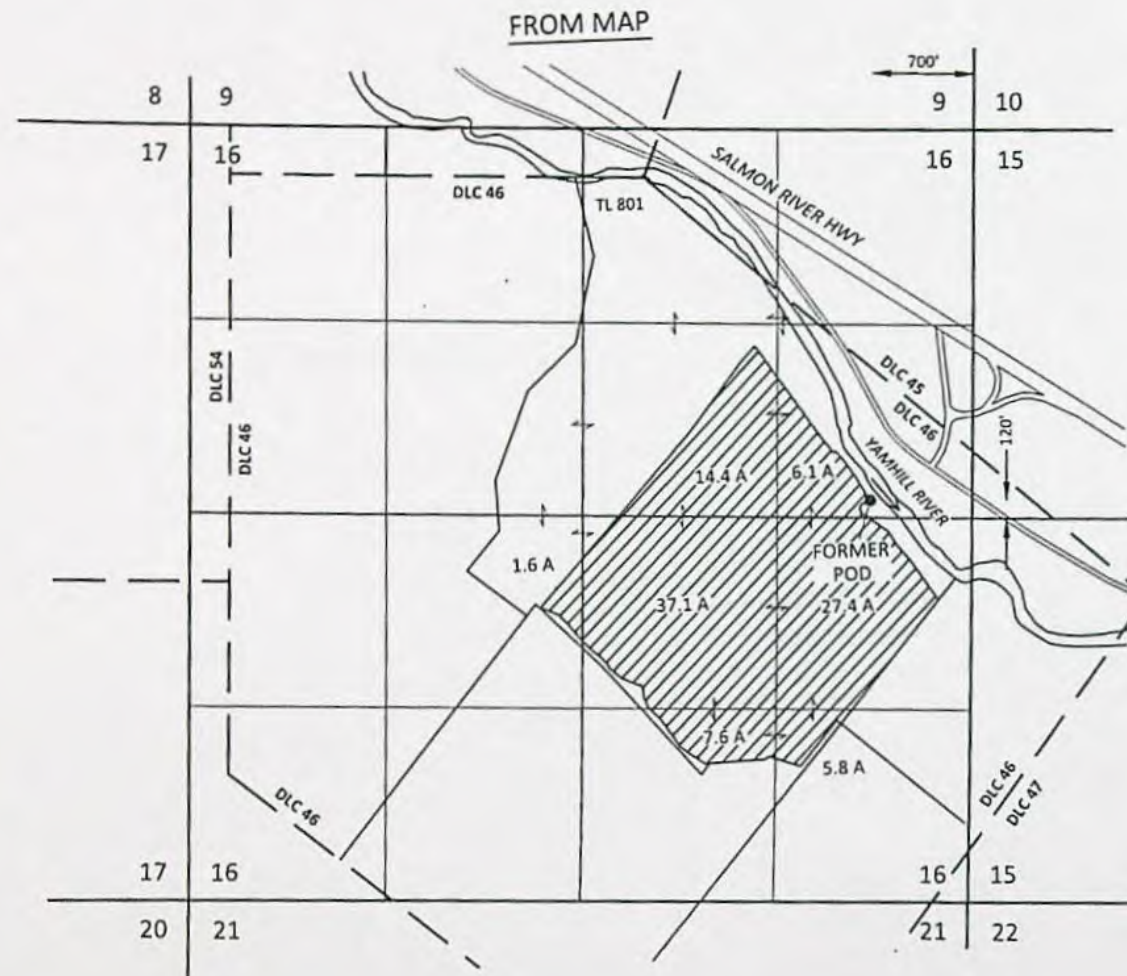 FROM MAP
700'
8 9
9 10
17 16
16 15
SALMON RIVER HWY
DLC 46
TL 801
DLC 54
DLC 46
DLC 45
DLC 46
120'
YAMHILL RIVER
14.4 A
6.1 A
1.6 A
FORMER
POD
37.1 A
27.4 A
7.6 A
5.8 A
DLC 46
DLC 46
DLC 47
17 16
16 15
20 21
21 22